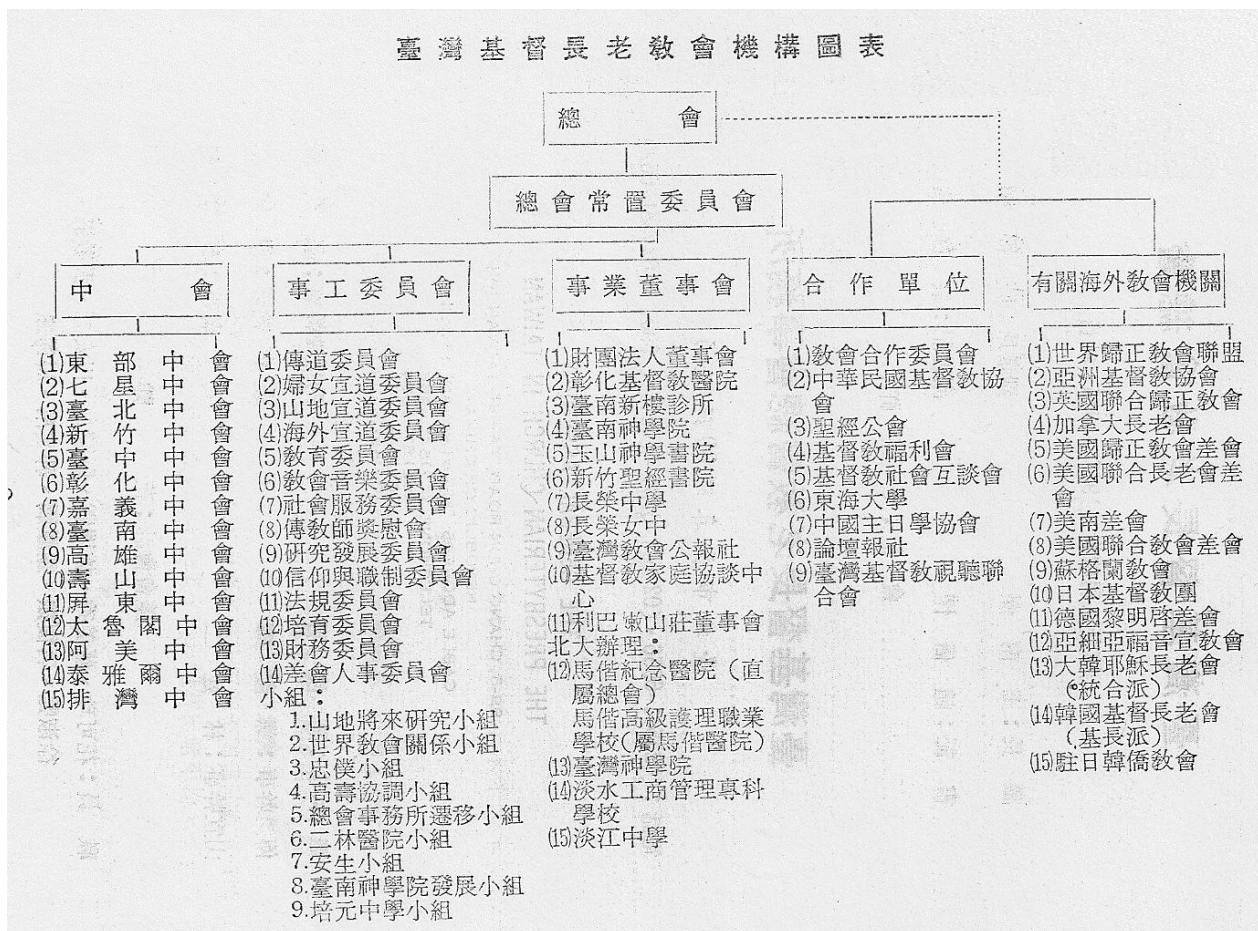 臺灣基督長老敎會機構圖表
總會
總會常置委員會
中會
(1)東部中會
(2)七星中會
(3)臺北中會
(4)新竹中會
(5)臺中中會
(6)彰化中會
(7)嘉義中會
(8)臺南中會
(9)高雄中會
(10)壽山中會
(11)屏東中會
(12)太魯閣中會
(13)阿美中會
(14)泰雅爾中會
(15)排灣中會
事工委員會
(1)傳道委員會
(2)婦女宣道委員會
(3)山地宣道委員會
(4)海外宣道委員會
(5)敎育委員會
(6)敎會音樂委員會
(7)社會服務委員會
(8)傳敎師奬慰會
(9)硏究發展委員會
(10)信仰與職制委員會
(11)法規委員會
(12)培育委員會
(13)財務委員會
(14)差會人事委員會
小組：
1.山地將來硏究小組
2.世界敎會關係小組
3.忠僕小組
4.高壽協調小組
5.總會事務所遷移小組
6.二林醫院小組
7.安生小組
8.臺南神學院發展小組
9.培元中學小組
事業董事會
(1)財團法人董事會
(2)彰化基督敎醫院
(3)臺南新樓診所
(4)臺南神學院
(5)玉山神學書院
(6)新竹聖經書院
(7)長榮中學
(8)長榮女中
(9)臺灣敎會公報社
(10)基督敎家庭協談中
心
(11)利巴嫩山莊董事會
北大辦理：
(12)馬偕紀念醫院（直
屬總會）
馬偕高級護理職業
學校（屬馬偕醫院）
(13)臺灣神學院
(14)淡水工商管理專科
學校
(15)淡江中學
合作單位
(1)敎會合作委員會
(2)中華民國基督敎協
會
(3)聖經公會
(4)基督敎福利會
(5)基督敎社會互談會
(6)東海大學
(7)中國主日學協會
(8)論壇報社
(9)臺灣基督敎視聽聯
合會
有關海外敎會機關
(1)世界歸正敎會聯盟
(2)亞洲基督敎協會
(3)英國聯合歸正敎會
(4)加拿大長老會
(5)美國歸正敎會差會
(6)美國聯合長老會差
會
(7)美南差會
(8)美國聯合敎會差會
(9)蘇格蘭敎會
(10)日本基督敎團
(11)德國黎明啓差會
(12)亞細亞福音宣敎會
(13)大韓耶穌長老會
（統合派）
(14)韓國基督長老會
（基長派）
(15)駐日韓僑敎會